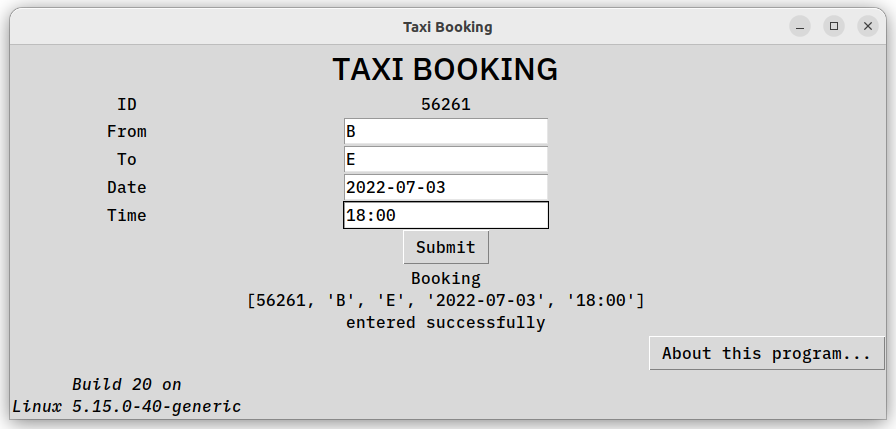 Taxi Booking
TAXI BOOKING
ID 56261
From B
To E
Date 2022-07-03
Time 18:00
Submit
Booking
[56261, 'B', 'E', '2022-07-03', '18:00']
entered successfully
About this program...
Build 20 on
Linux 5.15.0-40-generic